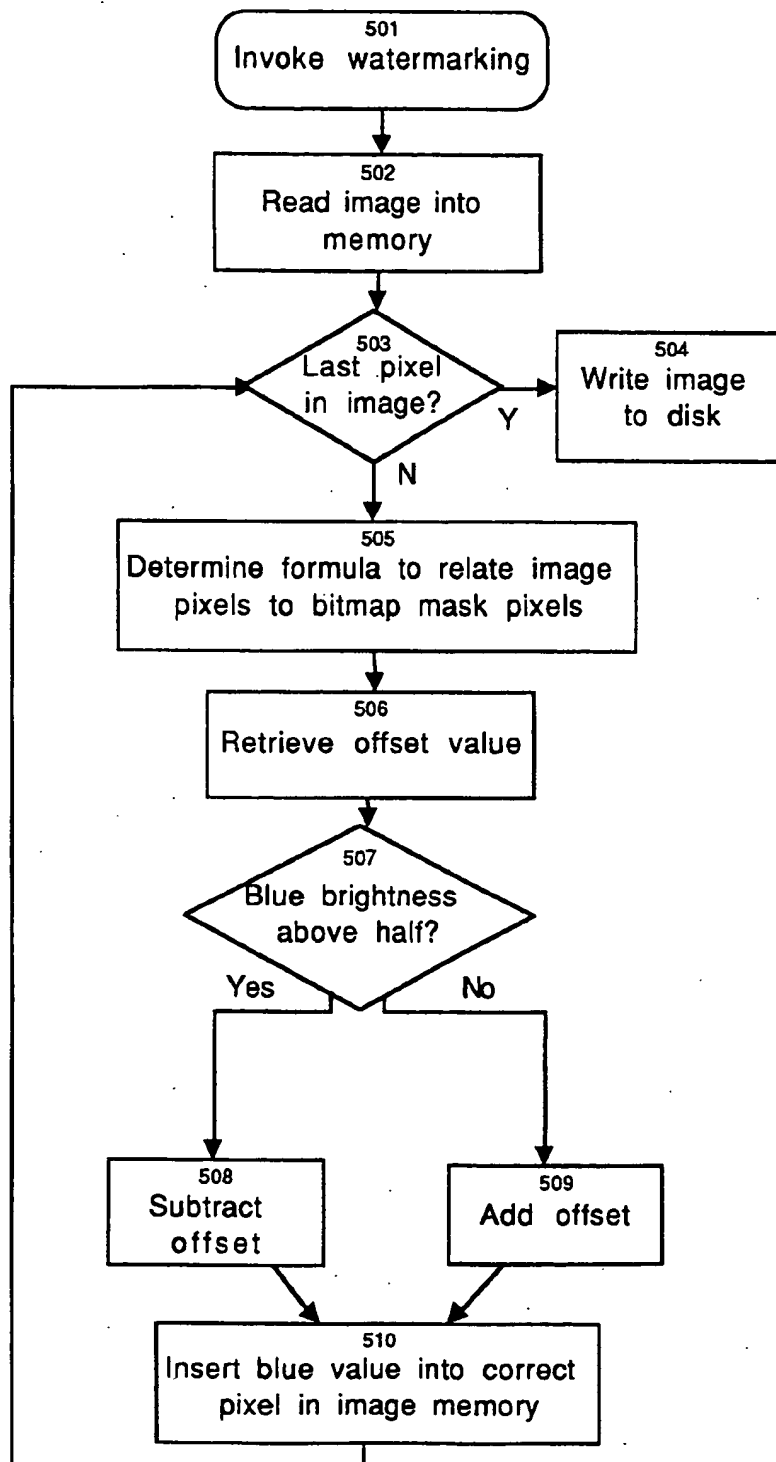 501
Invoke watermarking
502
Read image into
memory
503
Last pixel
in image?
Y
N
504
Write image
to disk
505
Determine formula to relate image
pixels to bitmap mask pixels
506
Retrieve offset value
507
Blue brightness
above half?
Yes
No
508
Subtract
offset
509
Add offset
510
Insert blue value into correct
pixel in image memory